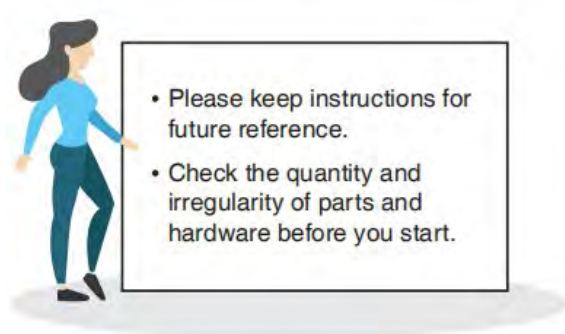 • Please keep instructions for
future reference.
• Check the quantity and
irregularity of parts and
hardware before you start.